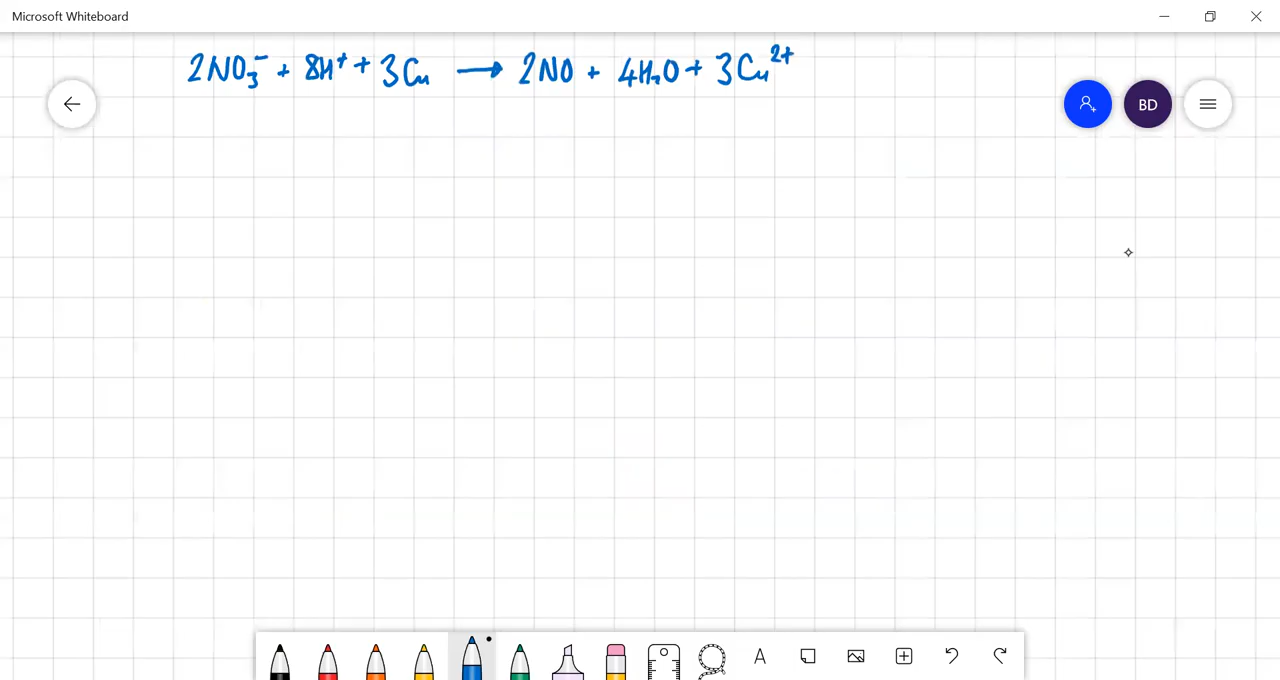 Microsoft Whiteboard
2NO₃⁻ + 8H⁺ + 3Cu → 2NO + 4H₂O + 3Cu²⁺
BD
A